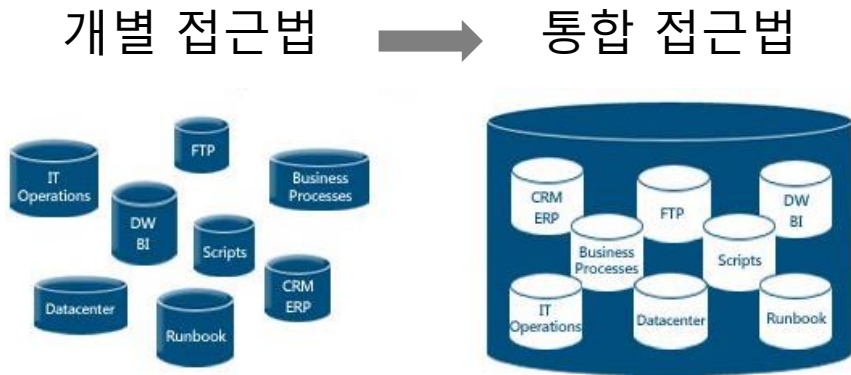 개별 접근법
통합 접근법
FTP
IT
Operations
Business
Processes
DW
BI
Scripts
CRM
ERP
Datacenter
Runbook
CRM
ERP
FTP
DW
BI
Business
Processes
Scripts
IT
Operations
Datacenter
Runbook